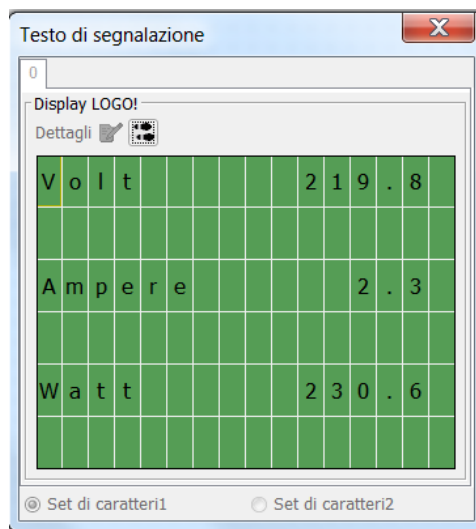 Testo di segnalazione
0
Display LOGO!
Dettagli
Volt 219.8
Ampere 2.3
Watt 230.6
Set di caratteri1 Set di caratteri2